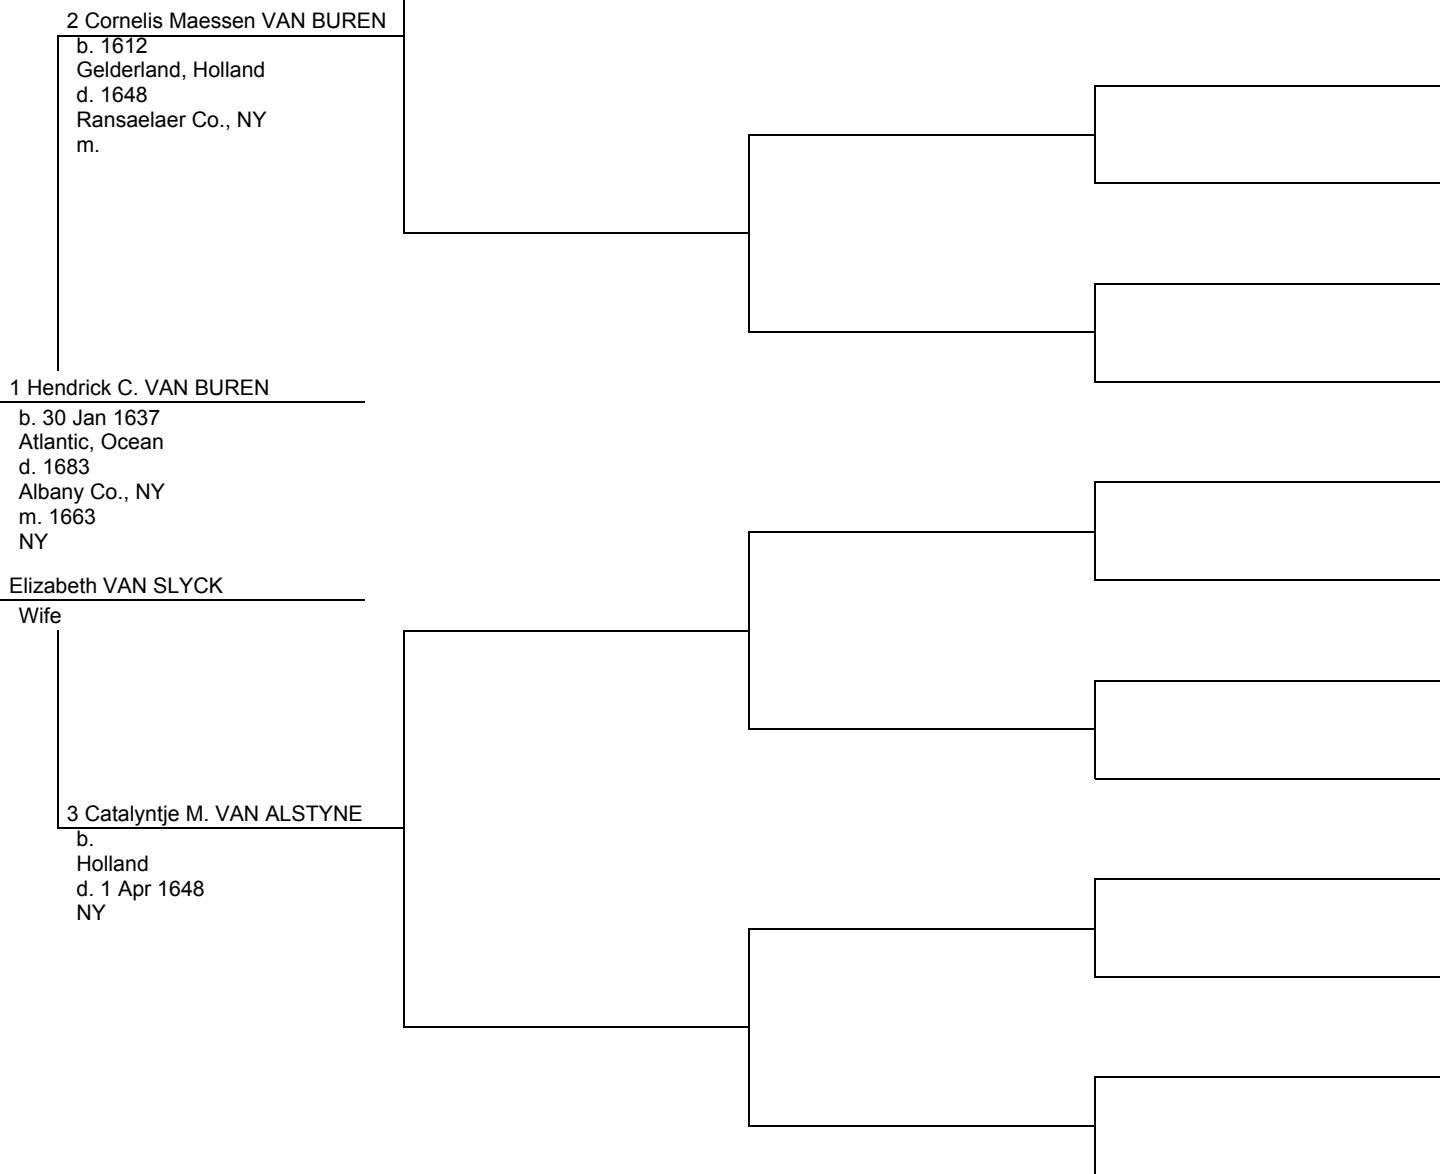 2 Cornelis Maessen VAN BUREN
b. 1612
Gelderland, Holland
d. 1648
Ransaelaer Co., NY
m.
1 Hendrick C. VAN BUREN
b. 30 Jan 1637
Atlantic, Ocean
d. 1683
Albany Co., NY
m. 1663
NY
Elizabeth VAN SLYCK
Wife
3 Catalyntje M. VAN ALSTYNE
b.
Holland
d. 1 Apr 1648
NY